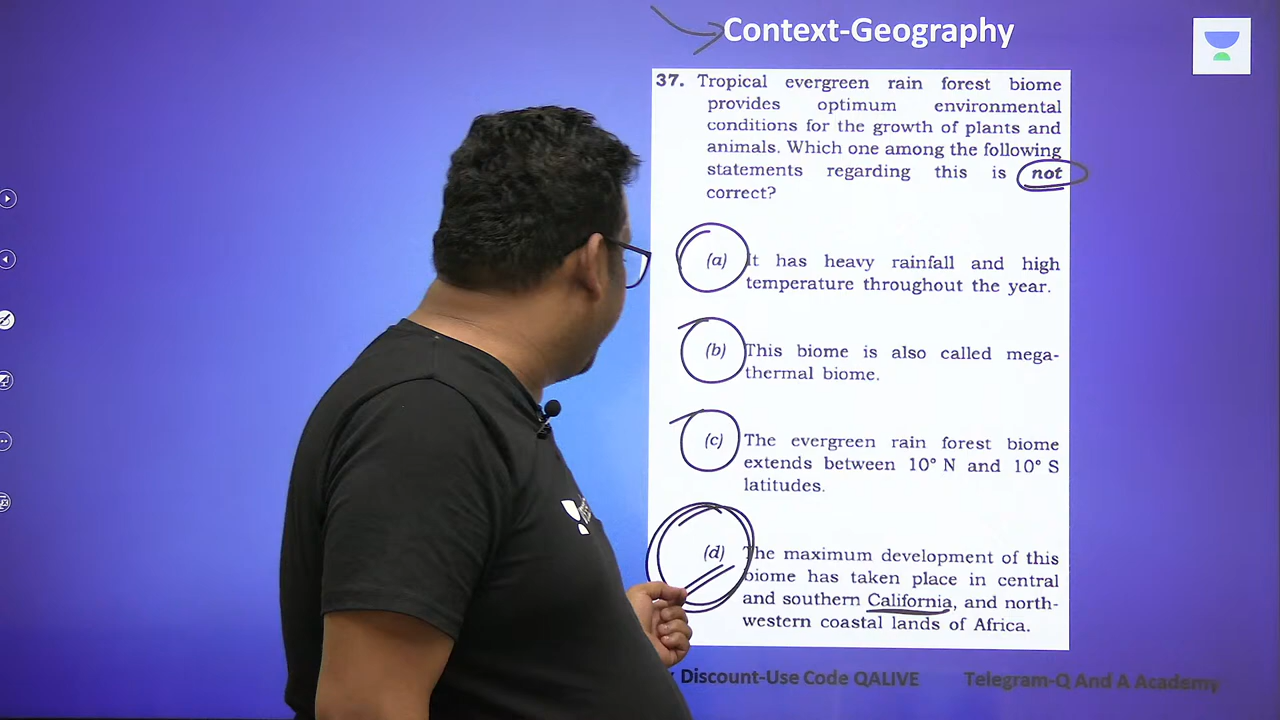 Context-Geography
37. Tropical evergreen rain forest biome
provides optimum environmental
conditions for the growth of plants and
animals. Which one among the following
statements regarding this is not
correct?
(a) It has heavy rainfall and high
temperature throughout the year.
(b) This biome is also called mega-
thermal biome.
(c) The evergreen rain forest biome
extends between 10° N and 10° S
latitudes.
(d) The maximum development of this
biome has taken place in central
and southern California, and north-
western coastal lands of Africa.
Discount-Use Code QALIVE Telegram-Q And A Academy